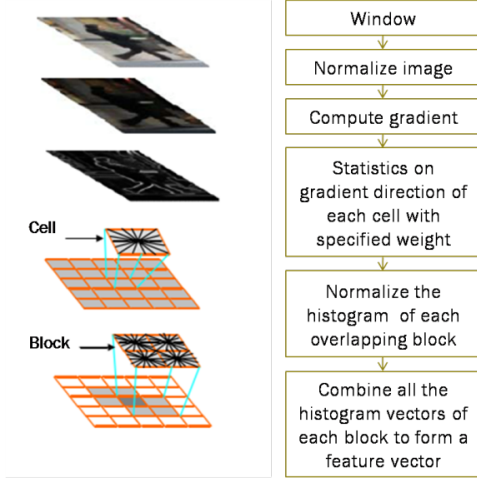 Cell
Block
Window
Normalize image
Compute gradient
Statistics on
gradient direction of
each cell with
specified weight
Normalize the
histogram of each
overlapping block
Combine all the
histogram vectors of
each block to form a
feature vector